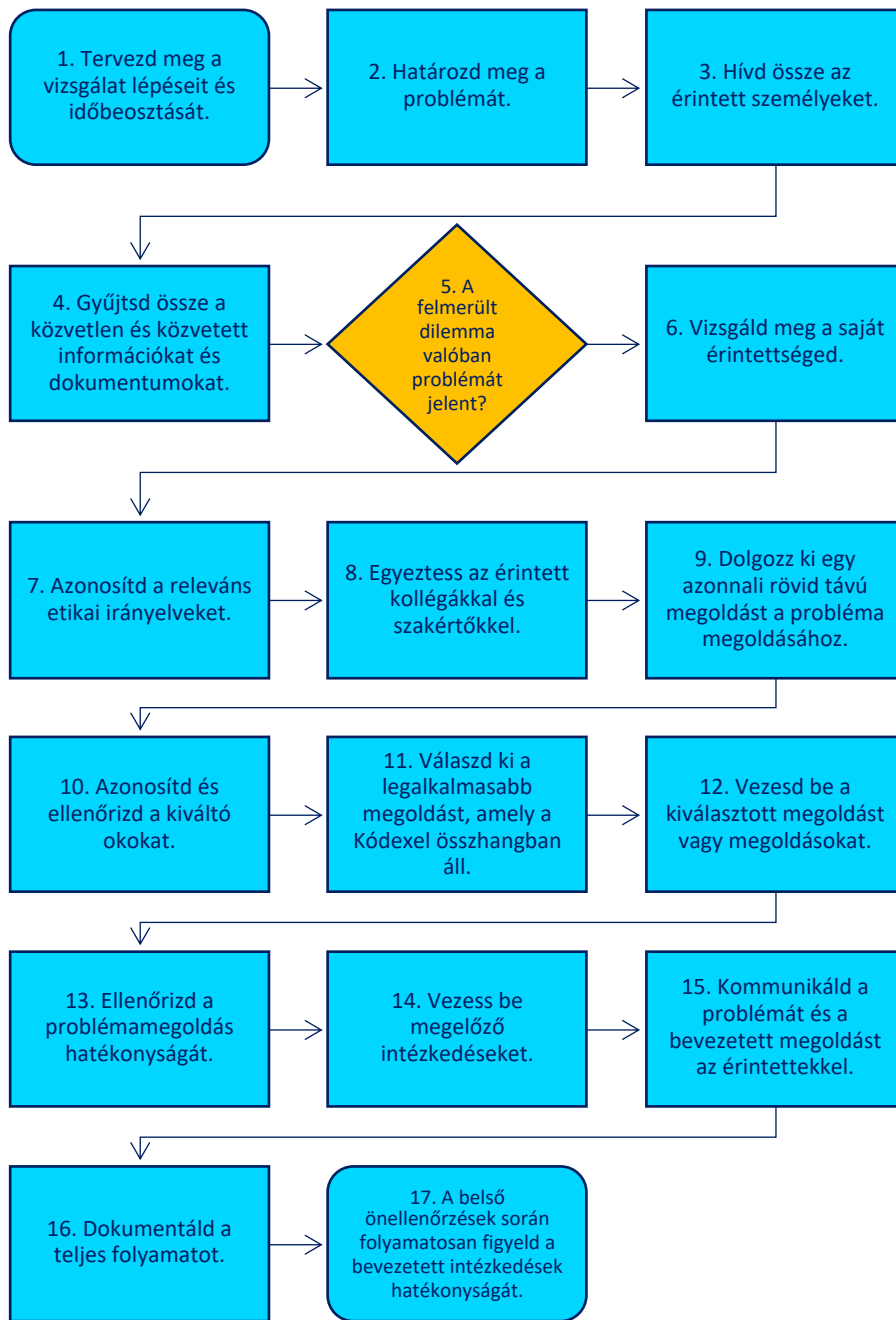 1. Tervezd meg a
vizsgálat lépéseit és
időbeosztását.
2. Határozd meg a
problémát.
3. Hívd össze az
érintett személyeket.
4. Gyűjtsd össze a
közvetlen és közvetett
információkat és
dokumentumokat.
5. A
felmerült
dilemma
valóban
problémát
jelent?
6. Vizsgáld meg a saját
érintettséged.
7. Azonosítd a releváns
etikai irányelveket.
8. Egyeztess az érintett
kollégákkal és
szakértőkkel.
9. Dolgozz ki egy
azonnali rövid távú
megoldást a probléma
megoldásához.
10. Azonosítd és
ellenőrizd a kiváltó
okokat.
11. Válaszd ki a
legalkalmasabb
megoldást, amely a
Kódexel összhangban
áll.
12. Vezesd be a
kiválasztott megoldást
vagy megoldásokat.
13. Ellenőrizd a
problémamegoldás
hatékonyságát.
14. Vezess be
megelőző
intézkedéseket.
15. Kommunikáld a
problémát és a
bevezetett megoldást
az érintettekkel.
16. Dokumentáld a
teljes folyamatot.
17. A belső
önellenőrzések során
folyamatosan figyeld a
bevezetett intézkedések
hatékonyságát.